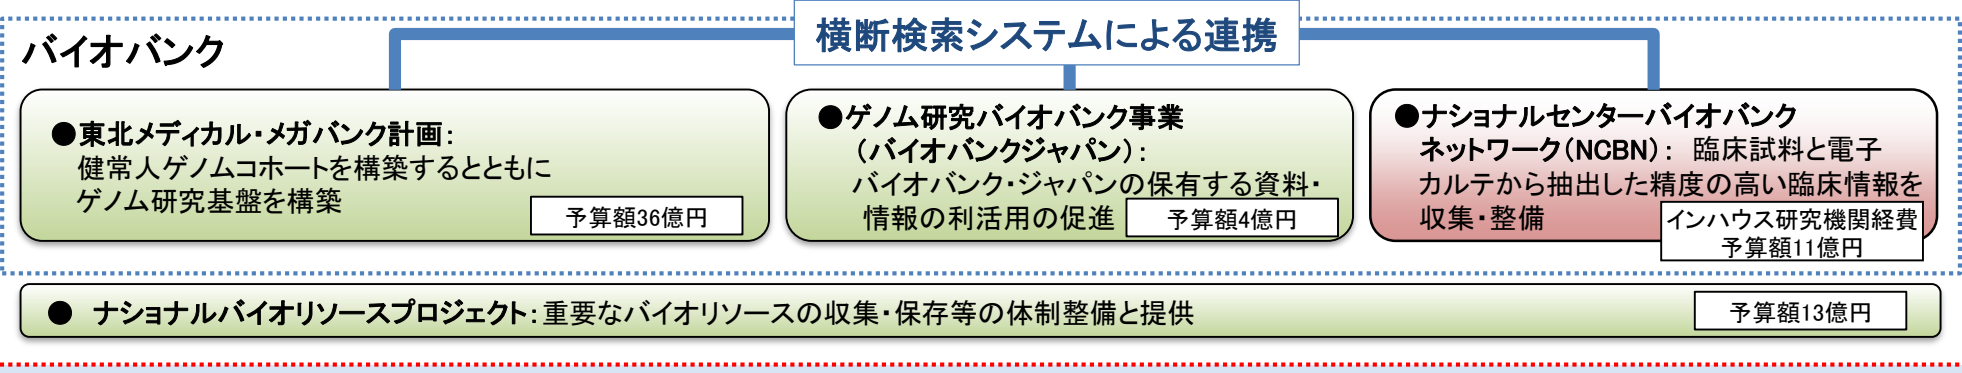 横断検索システムによる連携
バイオバンク
●東北メディカル・メガバンク計画：
健常人ゲノムコホートを構築するとともに
ゲノム研究基盤を構築
予算額36億円
●ゲノム研究バイオバンク事業
（バイオバンクジャパン）：
バイオバンク・ジャパンの保有する資料・
情報の利活用の促進
予算額4億円
●ナショナルセンターバイオバンク
ネットワーク（NCBN）： 臨床試料と電子
カルテから抽出した精度の高い臨床情報を
収集・整備
インハウス研究機関経費
予算額11億円
● ナショナルバイオリソースプロジェクト：重要なバイオリソースの収集・保存等の体制整備と提供
予算額13億円